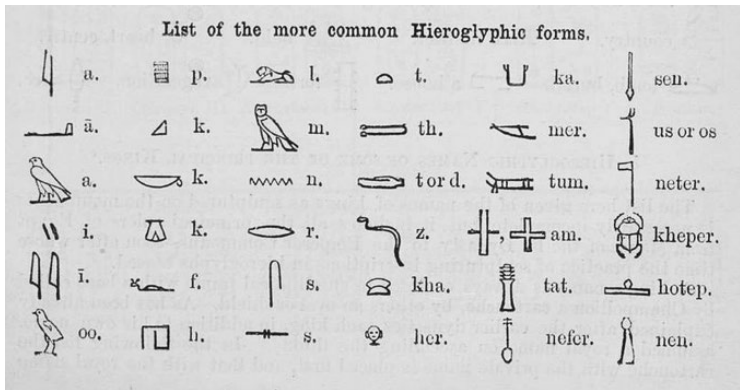 List of the more common Hieroglyphic forms.
a. p. l. t. ka. sen.
ā. k. m. th. mer. us or os
a. k. n. t or d. tum. neter.
i. k. r. z. am kheper.
ī. f. s. kha. tat. hotep.
oo h. s. her. nefer. nen.